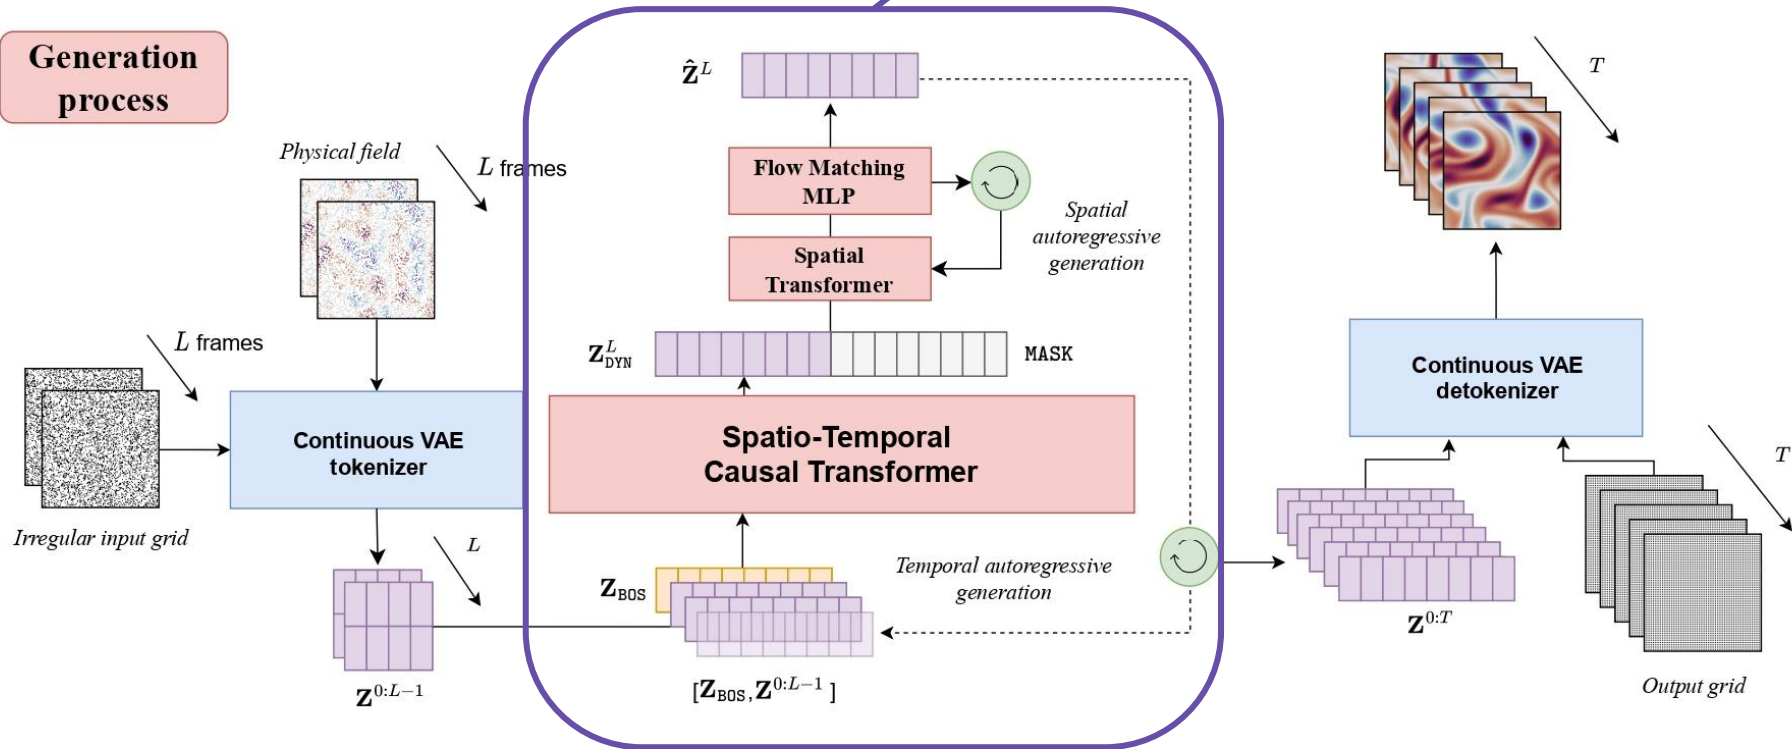 Generation
process
Physical field
L frames
L frames
Irregular input grid
Continuous VAE
tokenizer
L
Z^{0:L−1}
Ẑ^L
Flow Matching
MLP
Spatial
Transformer
Spatial
autoregressive
generation
Z^L_DYN
MASK
Spatio-Temporal
Causal Transformer
Z_BOS
Temporal autoregressive
generation
[Z_BOS, Z^{0:L−1} ]
T
Continuous VAE
detokenizer
T
Z^{0:T}
Output grid